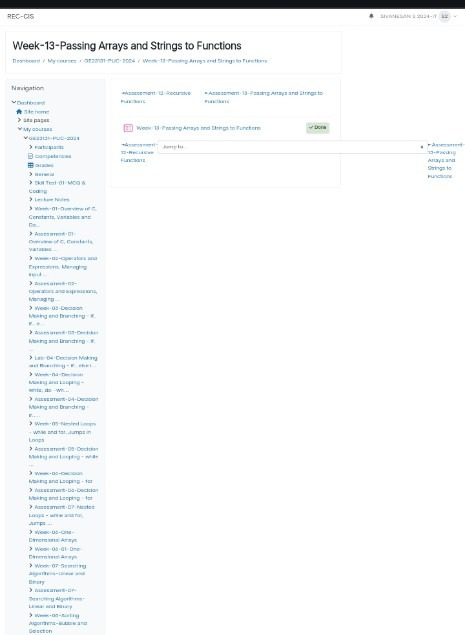 REC-CIS
SIVANESAN S 2024-IT S2
Week-13-Passing Arrays and Strings to Functions
Dashboard / My courses / GE23131-PUC-2024 / Week-13-Passing Arrays and Strings to Functions
Navigation
Dashboard
Site home
Site pages
My courses
GE23131-PUC-2024
Participants
Competencies
Grades
General
Skill Test-01-MCQ &
Coding
Lecture Notes
Week-01-Overview of C,
Constants, Variables and
Da...
Assessment-01-
Overview of C, Constants,
Variables ...
Week-02-Operators and
Expressions, Managing
Input ...
Assessment-02-
Operators and Expressions,
Managing ...
Week-03-Decision
Making and Branching - if,
if.. e...
Assessment-03-Decision
Making and Branching - if,
...
Lab-04-Decision Making
and Branching - if.. else i...
Week-04-Decision
Making and Looping -
while, do - wh...
Assessment-04-Decision
Making and Branching -
if.....
Week-05-Nested Loops
- while and for, Jumps in
Loops
Assessment-05-Decision
Making and Looping - while
...
Week-06-Decision
Making and Looping - for
Assessment-06-Decision
Making and Looping - for
Assessment-07- Nested
Loops - while and for,
Jumps ...
Week-06-One-
Dimensional Arrays
Week-06-01-One-
Dimensional Arrays
Week-07-Searching
Algorithms-Linear and
Binary
Assessment-07-
Searching Algorithms-
Linear and Binary
Week-08-Sorting
Algorithms-Bubble and
Selection
Assessment-12-Recursive
Functions
Assessment-13-Passing Arrays and Strings to
Functions
Week-13-Passing Arrays and Strings to Functions
Done
Assessment-
12-Recursive
Functions
Jump to...
Assessment-
13-Passing
Arrays and
Strings to
Functions